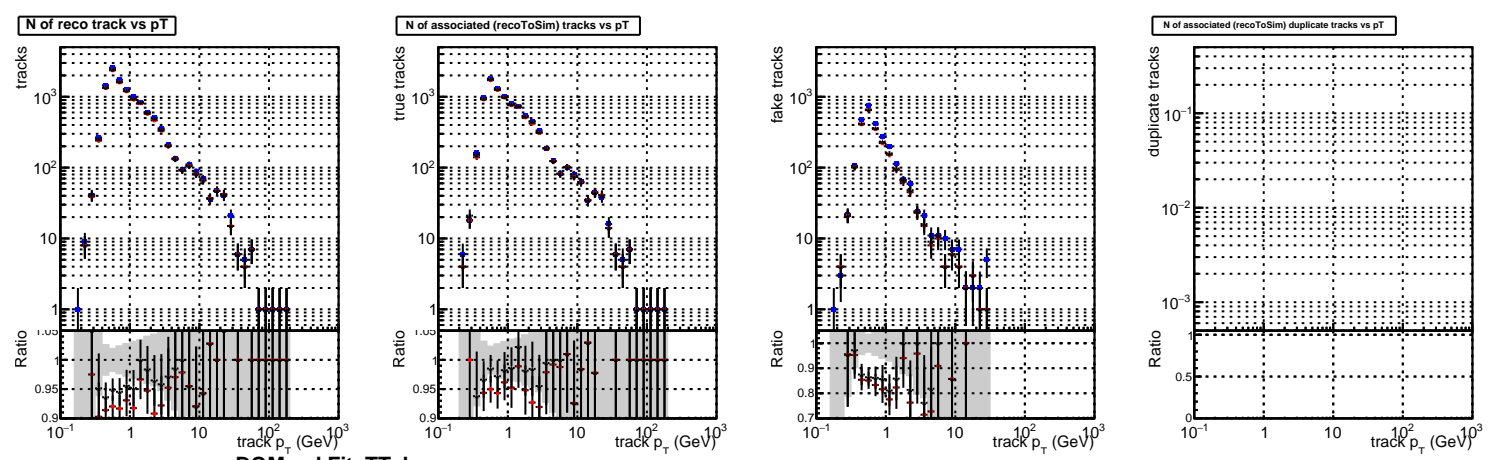 N of reco track vs pT
N of associated (recoToSim) tracks vs pT
N of associated (recoToSim) duplicate tracks vs pT
tracks
10³
10²
10
1
Ratio
1.05
1
0.95
0.9
10⁻¹ 1 10 10² 10³
track p_T (GeV)
true tracks
10³
10²
10
1
Ratio
1.05
1
0.95
0.9
10⁻¹ 1 10 10² 10³
track p_T (GeV)
fake tracks
10³
10²
10
1
Ratio
1
0.9
0.8
0.7
10⁻¹ 1 10 10² 10³
track p_T (GeV)
duplicate tracks
10⁻¹
10⁻²
10⁻³
Ratio
1
0.5
0
10⁻¹ 1 10 10² 10³
track p_T (GeV)